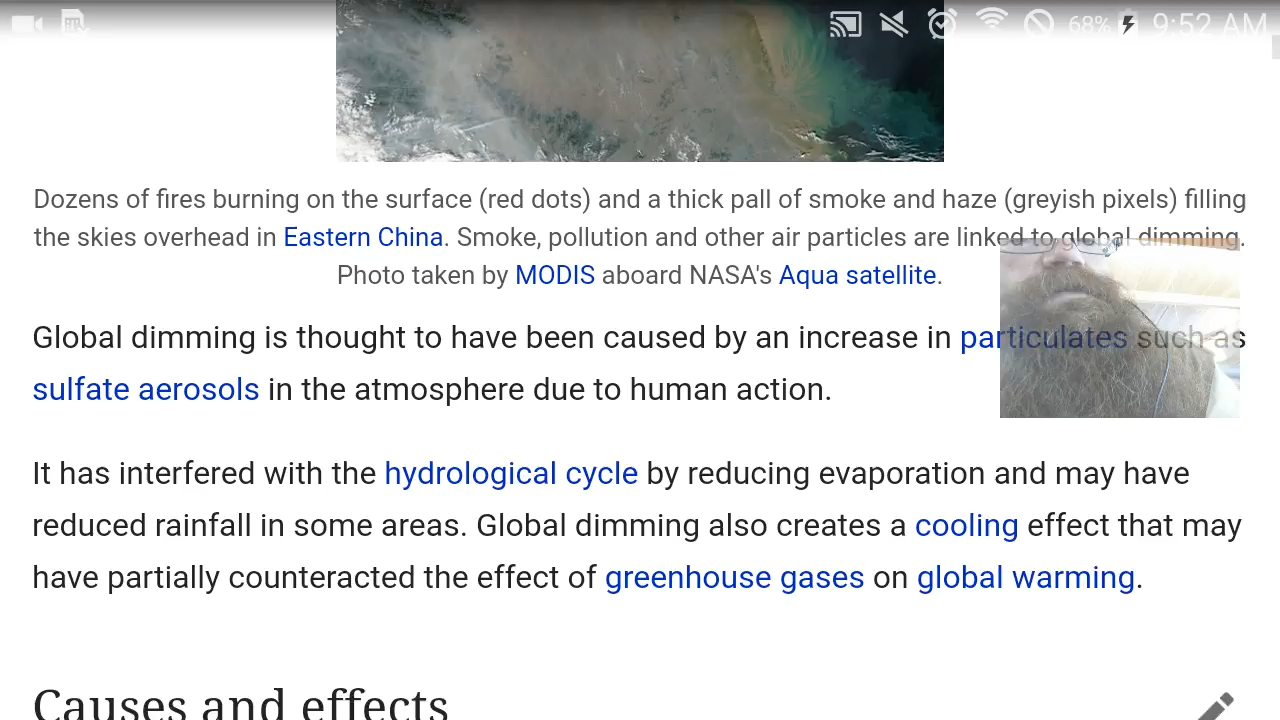 68% 9:52 AM
Dozens of fires burning on the surface (red dots) and a thick pall of smoke and haze (greyish pixels) filling
the skies overhead in Eastern China. Smoke, pollution and other air particles are linked to global dimming.
Photo taken by MODIS aboard NASA's Aqua satellite.
Global dimming is thought to have been caused by an increase in particulates such as
sulfate aerosols in the atmosphere due to human action.
It has interfered with the hydrological cycle by reducing evaporation and may have
reduced rainfall in some areas. Global dimming also creates a cooling effect that may
have partially counteracted the effect of greenhouse gases on global warming.
Causes and effects